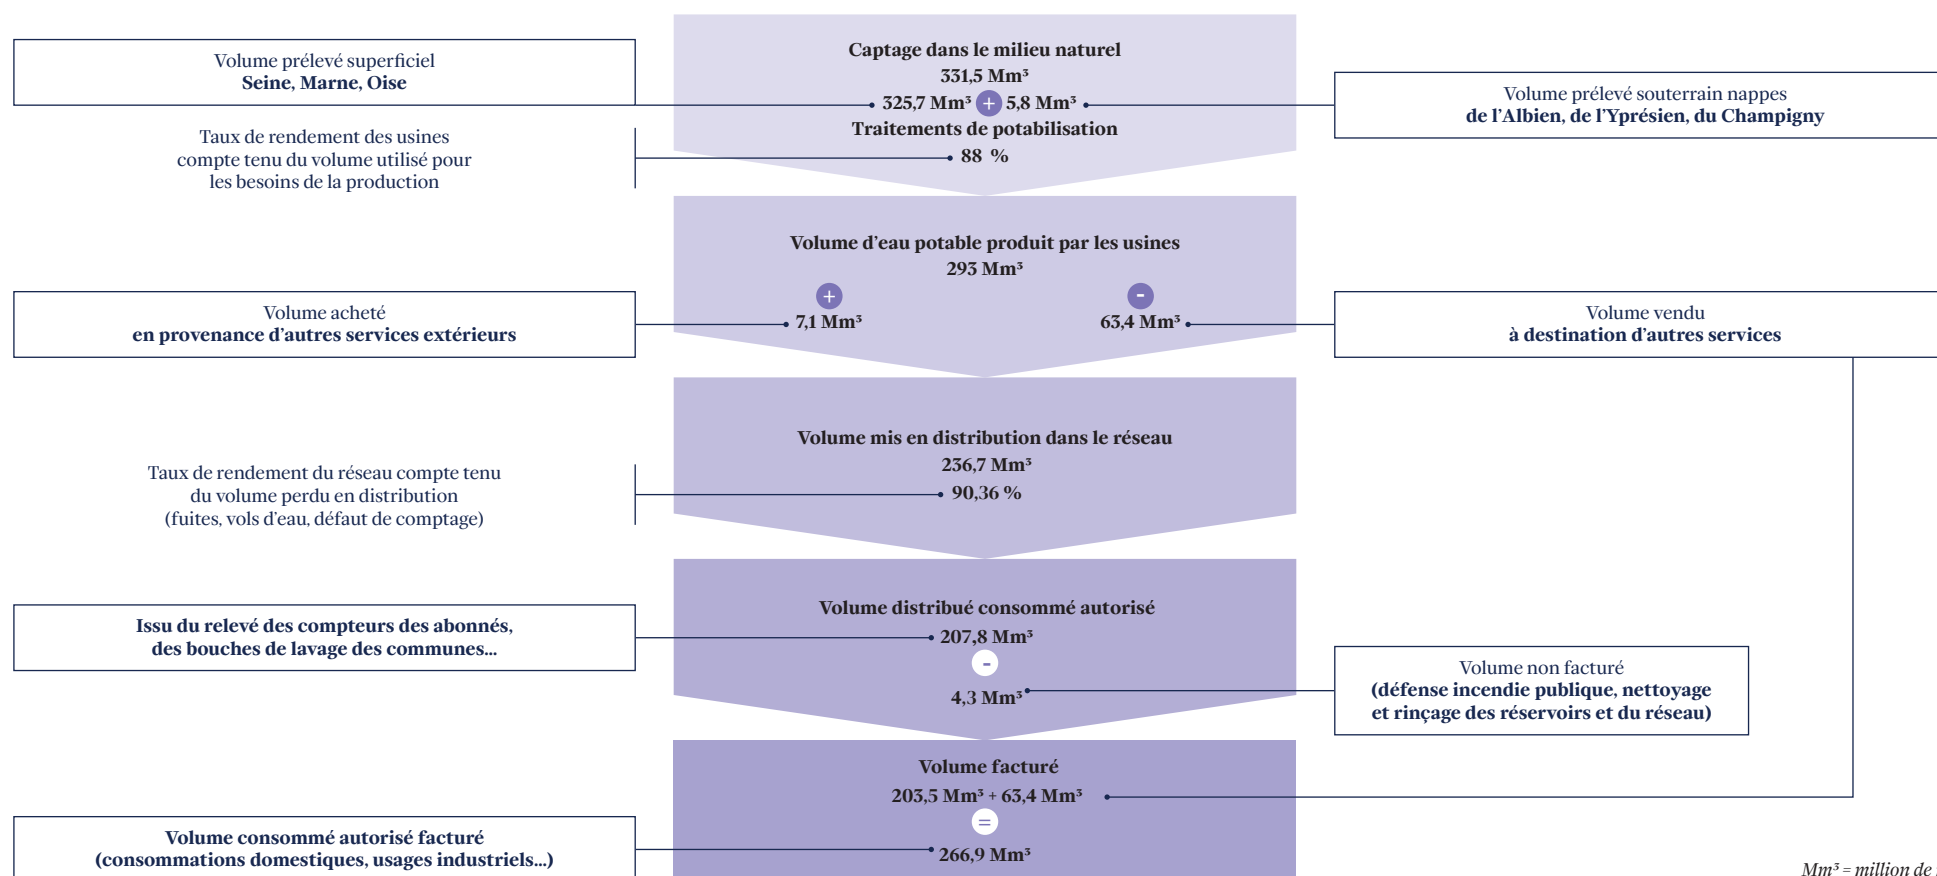 Volume prélevé superficiel
Seine, Marne, Oise
Captage dans le milieu naturel
331,5 Mm³
325,7 Mm³ + 5,8 Mm³
Volume prélevé souterrain nappes
de l'Albien, de l'Yprésien, du Champigny
Taux de rendement des usines
compte tenu du volume utilisé pour
les besoins de la production
Traitements de potabilisation
88 %
Volume d'eau potable produit par les usines
293 Mm³
+
-
7,1 Mm³
63,4 Mm³
Volume acheté
en provenance d'autres services extérieurs
Volume vendu
à destination d'autres services
Volume mis en distribution dans le réseau
236,7 Mm³
90,36 %
Taux de rendement du réseau compte tenu
du volume perdu en distribution
(fuites, vols d'eau, défaut de comptage)
Volume distribué consommé autorisé
207,8 Mm³
-
4,3 Mm³
Issu du relevé des compteurs des abonnés,
des bouches de lavage des communes...
Volume non facturé
(défense incendie publique, nettoyage
et rinçage des réservoirs et du réseau)
Volume facturé
203,5 Mm³ + 63,4 Mm³
=
266,9 Mm³
Volume consommé autorisé facturé
(consommations domestiques, usages industriels...)
Mm³ = million de